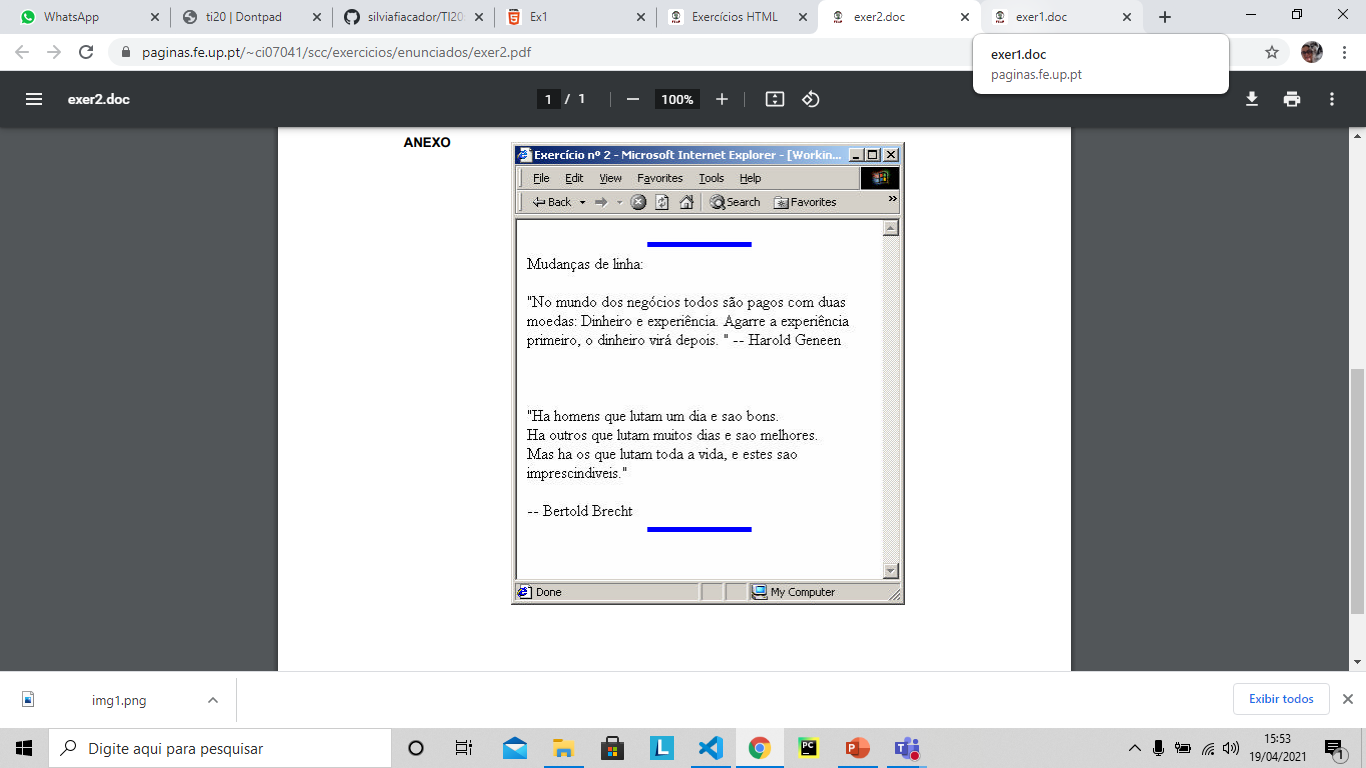 WhatsApp
ti20 | Dontpad
silviafiacador/TI20
Ex1
Exercícios HTML
exer2.doc
exer1.doc
paginas.fe.up.pt/~ci07041/scc/exercicios/enunciados/exer2.pdf
exer1.doc
paginas.fe.up.pt
exer2.doc
1 / 1
100%
ANEXO
Exercício nº 2 - Microsoft Internet Explorer - [Workin...
File Edit View Favorites Tools Help
Back Search Favorites »
Mudanças de linha:
"No mundo dos negócios todos são pagos com duas
moedas: Dinheiro e experiência. Agarre a experiência
primeiro, o dinheiro virá depois. " -- Harold Geneen
"Ha homens que lutam um dia e sao bons.
Ha outros que lutam muitos dias e sao melhores.
Mas ha os que lutam toda a vida, e estes sao
imprescindiveis."
-- Bertold Brecht
Done
My Computer
img1.png
Exibir todos
Digite aqui para pesquisar
L
PC
P
15:53
19/04/2021
1